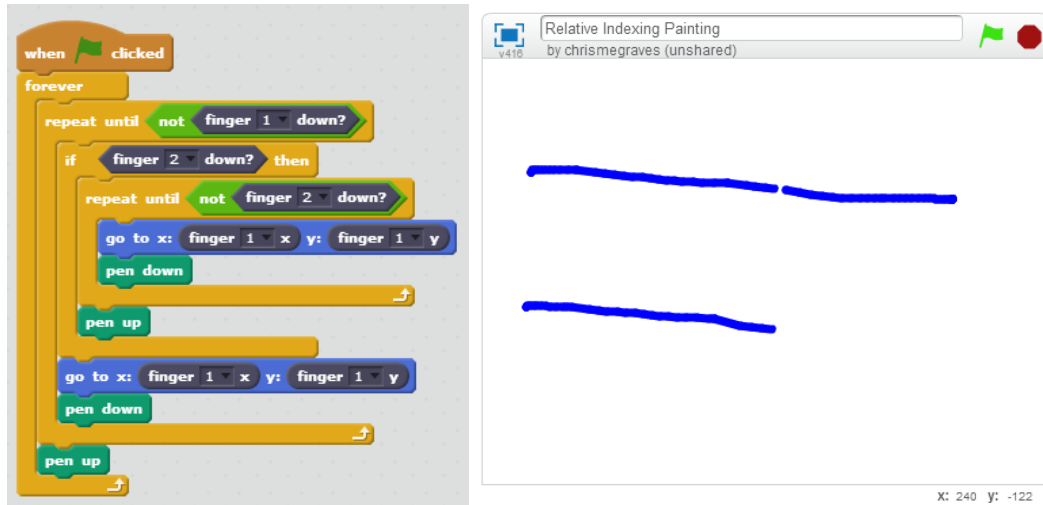 when clicked
forever
repeat until not finger 1 down?
if finger 2 down? then
repeat until not finger 2 down?
go to x: finger 1 x y: finger 1 y
pen down
pen up
go to x: finger 1 x y: finger 1 y
pen down
pen up
Relative Indexing Painting
v416 by chrismegraves (unshared)
x: 240 y: -122